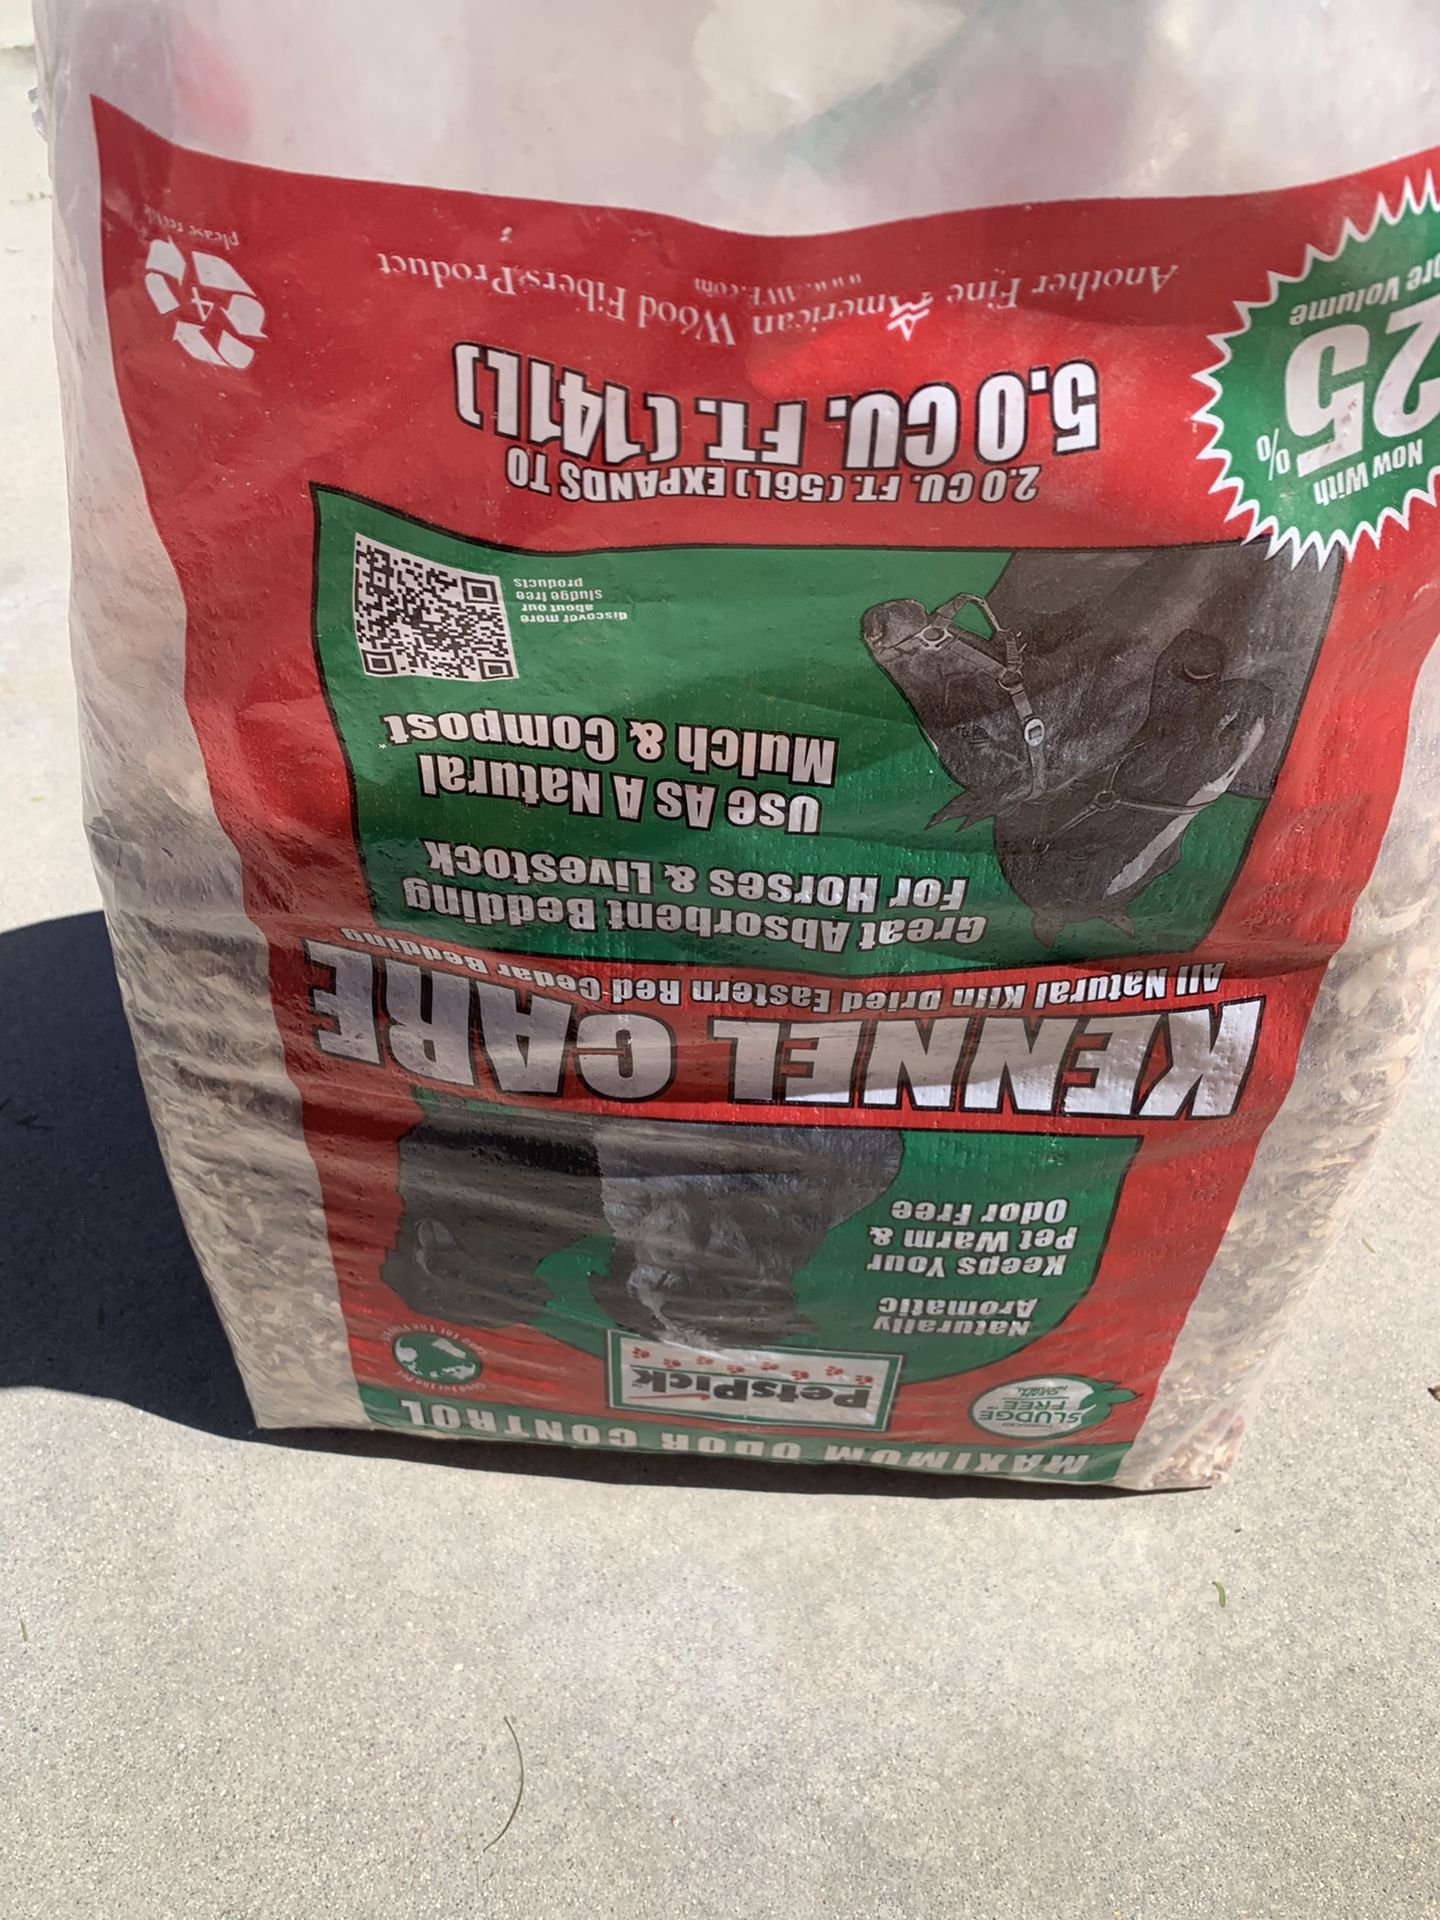 MAXIMUM ODOR CONTROL
SLUDGE
FREE™
PetsPick
Naturally
Aromatic
Keeps Your
Pet Warm &
Odor Free
KENNEL CARE
All Natural Kiln Dried Eastern Red Cedar Bedding
Great Absorbent Bedding
For Horses & Livestock
Use As A Natural
Mulch & Compost
discover more
about our
sludge free
products
2.0 CU. FT. (56L) EXPANDS TO
5.0 CU. FT. (141L)
Now With
25%
Volume
Another Fine American Wood Fibers Product
www.AWF.com
4
please